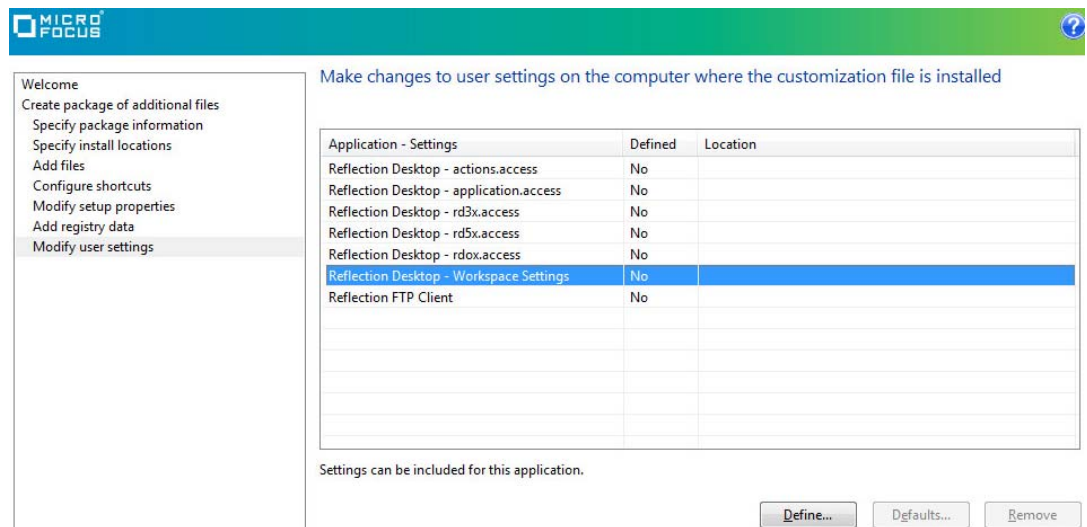 MICRO
FOCUS
?
Welcome
Create package of additional files
Specify package information
Specify install locations
Add files
Configure shortcuts
Modify setup properties
Add registry data
Modify user settings
Make changes to user settings on the computer where the customization file is installed
Application - Settings Defined Location
Reflection Desktop - actions.access No
Reflection Desktop - application.access No
Reflection Desktop - rd3x.access No
Reflection Desktop - rd5x.access No
Reflection Desktop - rdox.access No
Reflection Desktop - Workspace Settings No
Reflection FTP Client No
Settings can be included for this application.
Define... Defaults... Remove